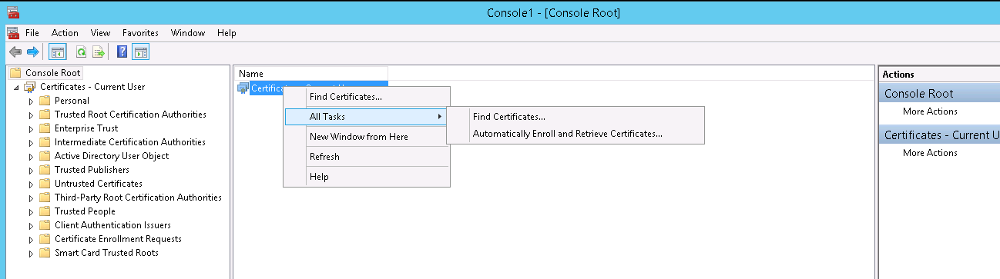 Console1 - [Console Root]
File Action View Favorites Window Help
Console Root
Certificates - Current User
Personal
Trusted Root Certification Authorities
Enterprise Trust
Intermediate Certification Authorities
Active Directory User Object
Trusted Publishers
Untrusted Certificates
Third-Party Root Certification Authorities
Trusted People
Client Authentication Issuers
Certificate Enrollment Requests
Smart Card Trusted Roots
Name
Find Certificates...
All Tasks
New Window from Here
Refresh
Help
Find Certificates...
Automatically Enroll and Retrieve Certificates...
Actions
Console Root
More Actions
Certificates - Current U
More Actions